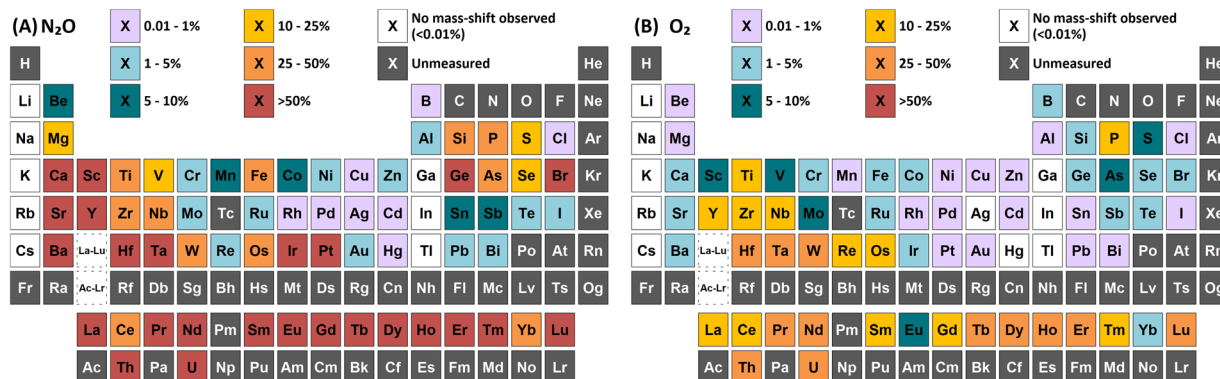 (A) N₂O
X 0.01 - 1%
X 10 - 25%
X No mass-shift observed (<0.01%)
X 1 - 5%
X 25 - 50%
X Unmeasured
X 5 - 10%
X >50%
H He
Li Be B C N O F Ne
Na Mg Al Si P S Cl Ar
K Ca Sc Ti V Cr Mn Fe Co Ni Cu Zn Ga Ge As Se Br Kr
Rb Sr Y Zr Nb Mo Tc Ru Rh Pd Ag Cd In Sn Sb Te I Xe
Cs Ba La-Lu Hf Ta W Re Os Ir Pt Au Hg Tl Pb Bi Po At Rn
Fr Ra Ac-Lr Rf Db Sg Bh Hs Mt Ds Rg Cn Nh Fl Mc Lv Ts Og
La Ce Pr Nd Pm Sm Eu Gd Tb Dy Ho Er Tm Yb Lu
Ac Th Pa U Np Pu Am Cm Bk Cf Es Fm Md No Lr
(B) O₂
X 0.01 - 1%
X 10 - 25%
X No mass-shift observed (<0.01%)
X 1 - 5%
X 25 - 50%
X Unmeasured
X 5 - 10%
X >50%
H He
Li Be B C N O F Ne
Na Mg Al Si P S Cl Ar
K Ca Sc Ti V Cr Mn Fe Co Ni Cu Zn Ga Ge As Se Br Kr
Rb Sr Y Zr Nb Mo Tc Ru Rh Pd Ag Cd In Sn Sb Te I Xe
Cs Ba La-Lu Hf Ta W Re Os Ir Pt Au Hg Tl Pb Bi Po At Rn
Fr Ra Ac-Lr Rf Db Sg Bh Hs Mt Ds Rg Cn Nh Fl Mc Lv Ts Og
La Ce Pr Nd Pm Sm Eu Gd Tb Dy Ho Er Tm Yb Lu
Ac Th Pa U Np Pu Am Cm Bk Cf Es Fm Md No Lr